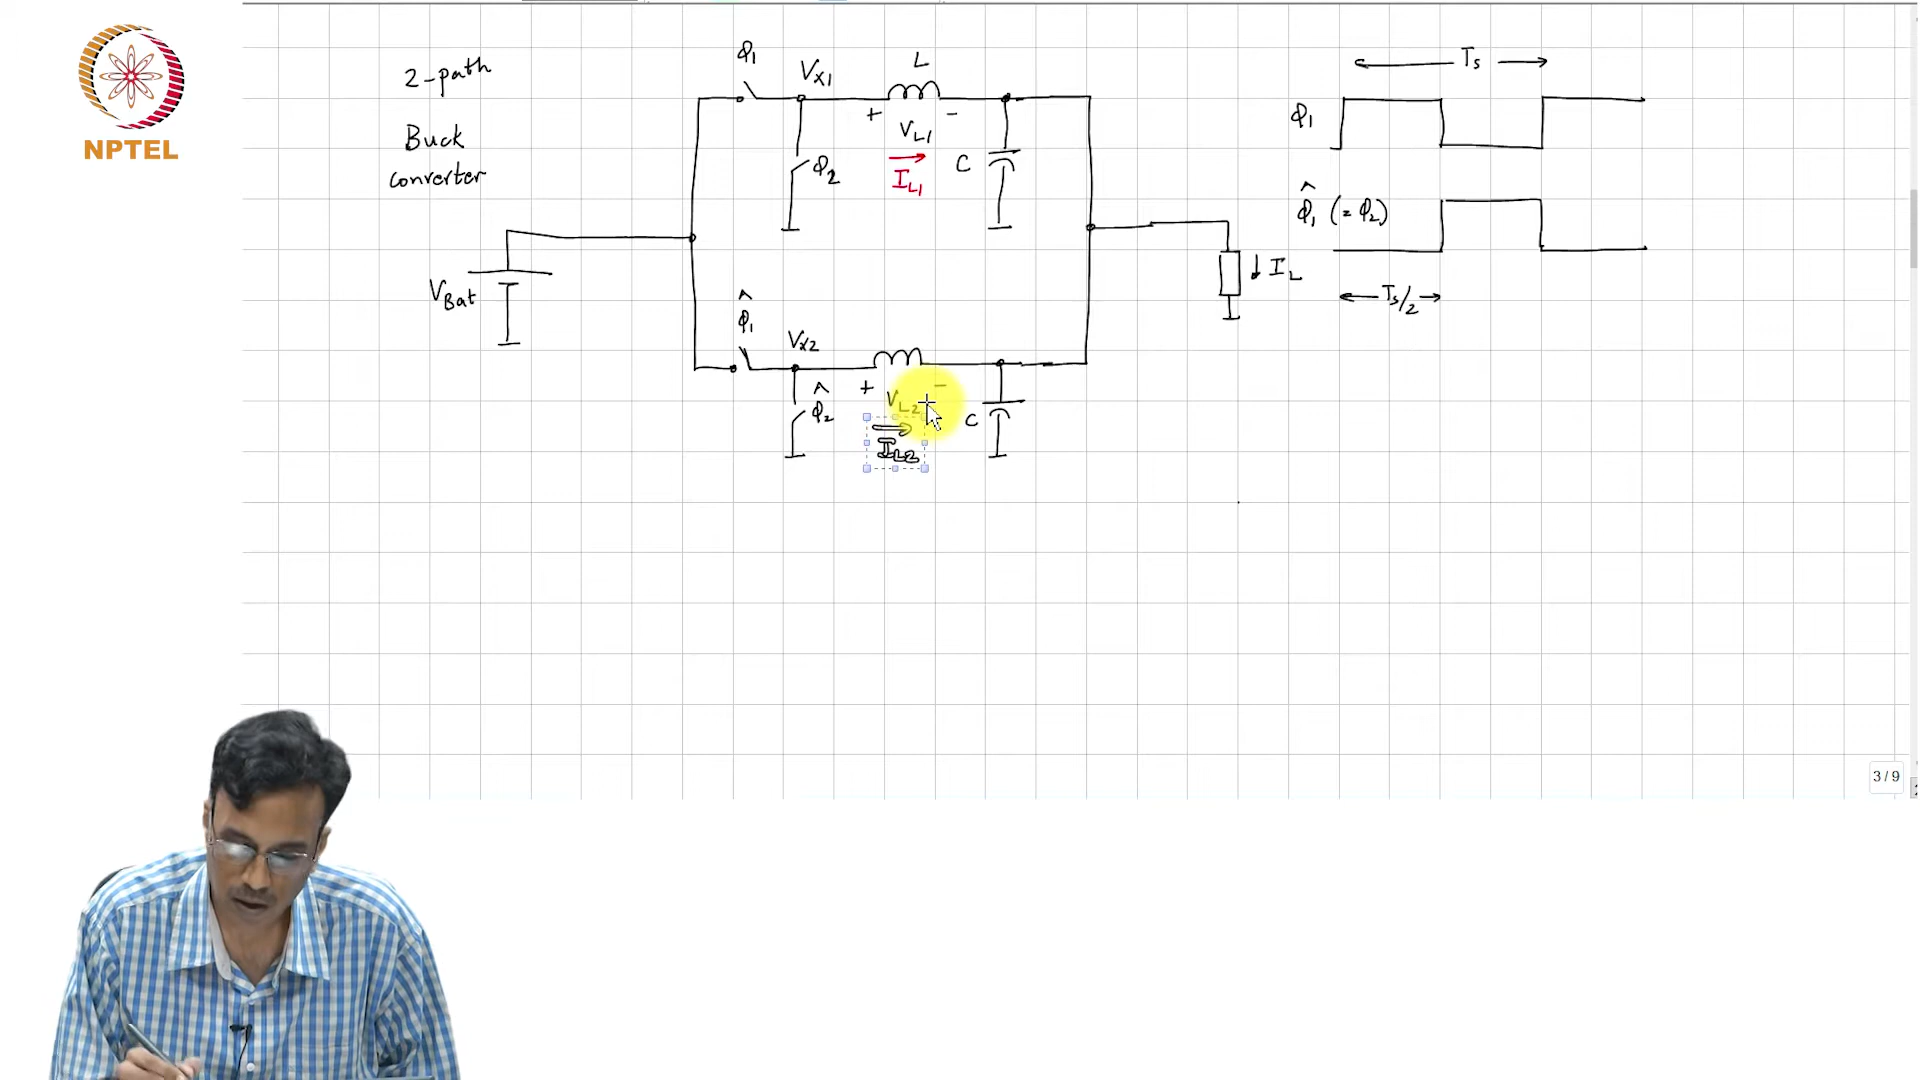 NPTEL
2-path
Buck
converter
VBat
Φ1
VX1
L
+ VL1 -
Φ2
IL1
C
Φ̂1
VX2
+ VL2 -
Φ̂2
IL2
C
↓ IL
Ts
Φ1
Φ̂1 (= Φ2)
Ts/2
3 / 9